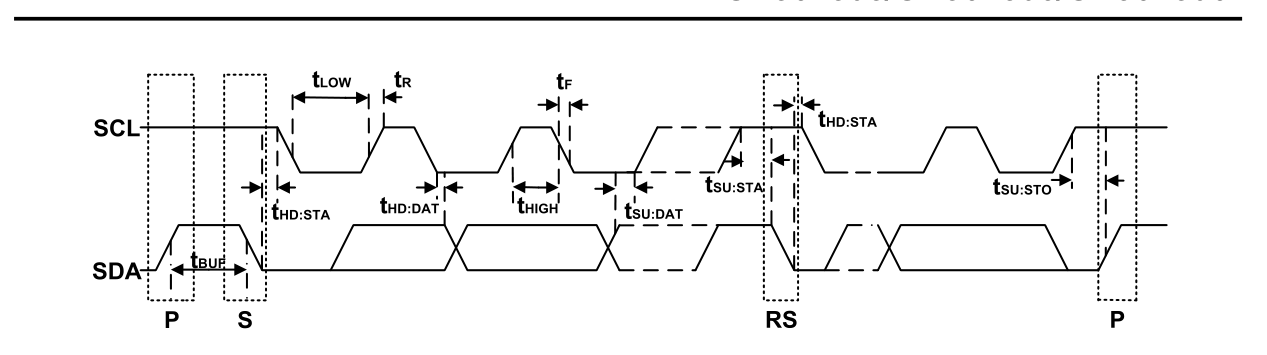 tLOW
tR
tF
SCL
tHD:STA
tHD:STA
tHD:DAT
tHIGH
tSU:DAT
tSU:STA
tSU:STO
SDA
tBUF
P
S
RS
P